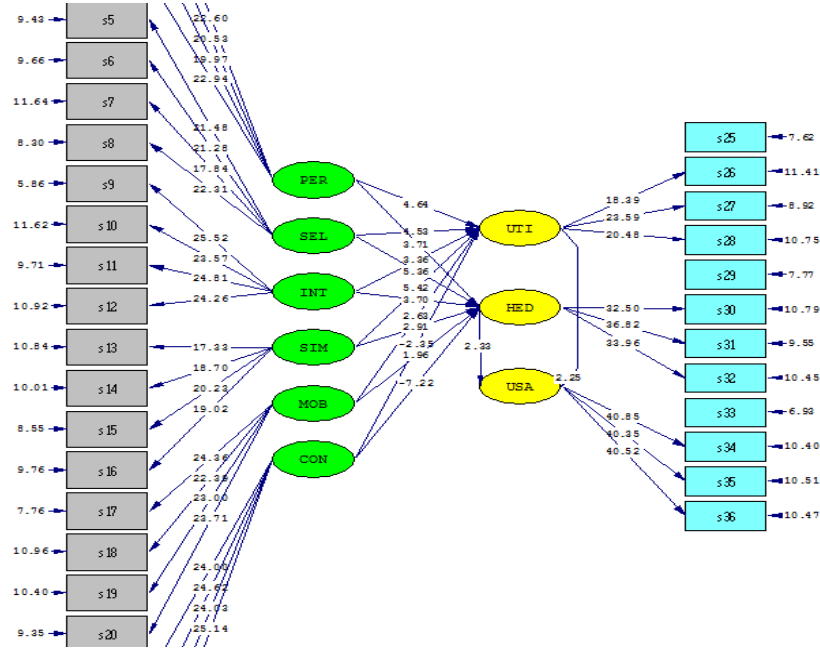 9.43 s5
9.66 s6
11.64 s7
8.30 s8
5.86 s9
11.62 s10
9.71 s11
10.92 s12
10.84 s13
10.01 s14
8.55 s15
9.76 s16
7.76 s17
10.96 s18
10.40 s19
9.35 s20
22.60
20.53
19.97
22.94
21.48
21.28
17.84
22.31
25.52
23.57
24.81
24.26
17.33
18.70
20.23
19.02
24.36
22.39
23.00
23.71
24.00
24.62
24.03
25.14
PER
SEL
INT
SIM
MOB
CON
4.64
4.53
3.71
3.36
5.36
5.42
3.70
2.63
2.91
-2.35
1.96
-7.22
UTI
HED
USA
2.33
2.25
18.39
23.59
20.48
32.50
36.82
33.96
40.85
40.35
40.52
s25 7.62
s26 11.41
s27 8.92
s28 10.75
s29 7.77
s30 10.79
s31 9.55
s32 10.45
s33 6.93
s34 10.40
s35 10.51
s36 10.47